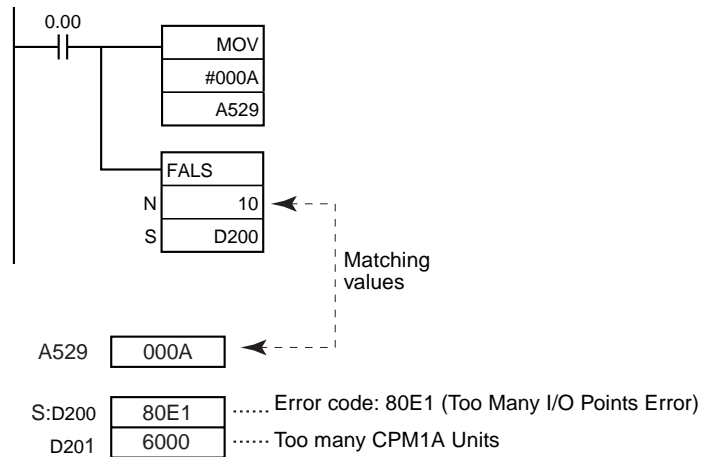 0.00
MOV
#000A
A529
FALS
N 10
S D200
Matching
values
A529 000A
S:D200 80E1 ...... Error code: 80E1 (Too Many I/O Points Error)
D201 6000 ...... Too many CPM1A Units